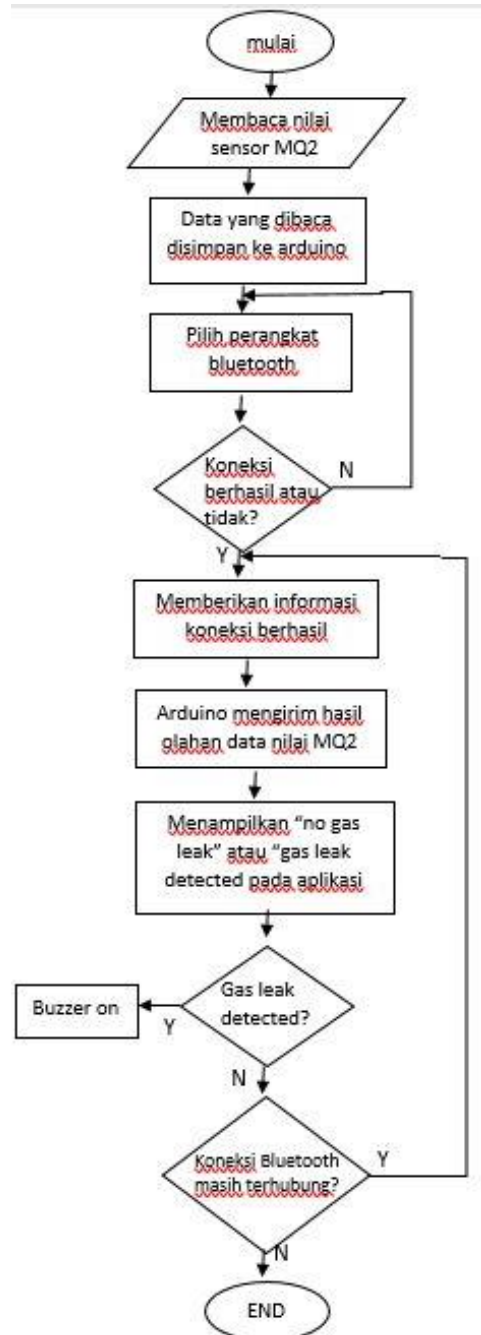 mulai
Membaca nilai
sensor MQ2
Data yang dibaca
disimpan ke arduino
Pilih perangkat
bluetooth
Koneksi
berhasil atau
tidak?
N
Y
Memberikan informasi
koneksi berhasil
Arduino mengirim hasil
olahan data nilai MQ2
Menampilkan “no gas
leak” atau “gas leak
detected pada aplikasi
Gas leak
detected?
Buzzer on
Y
N
Koneksi Bluetooth
masih terhubung?
Y
N
END